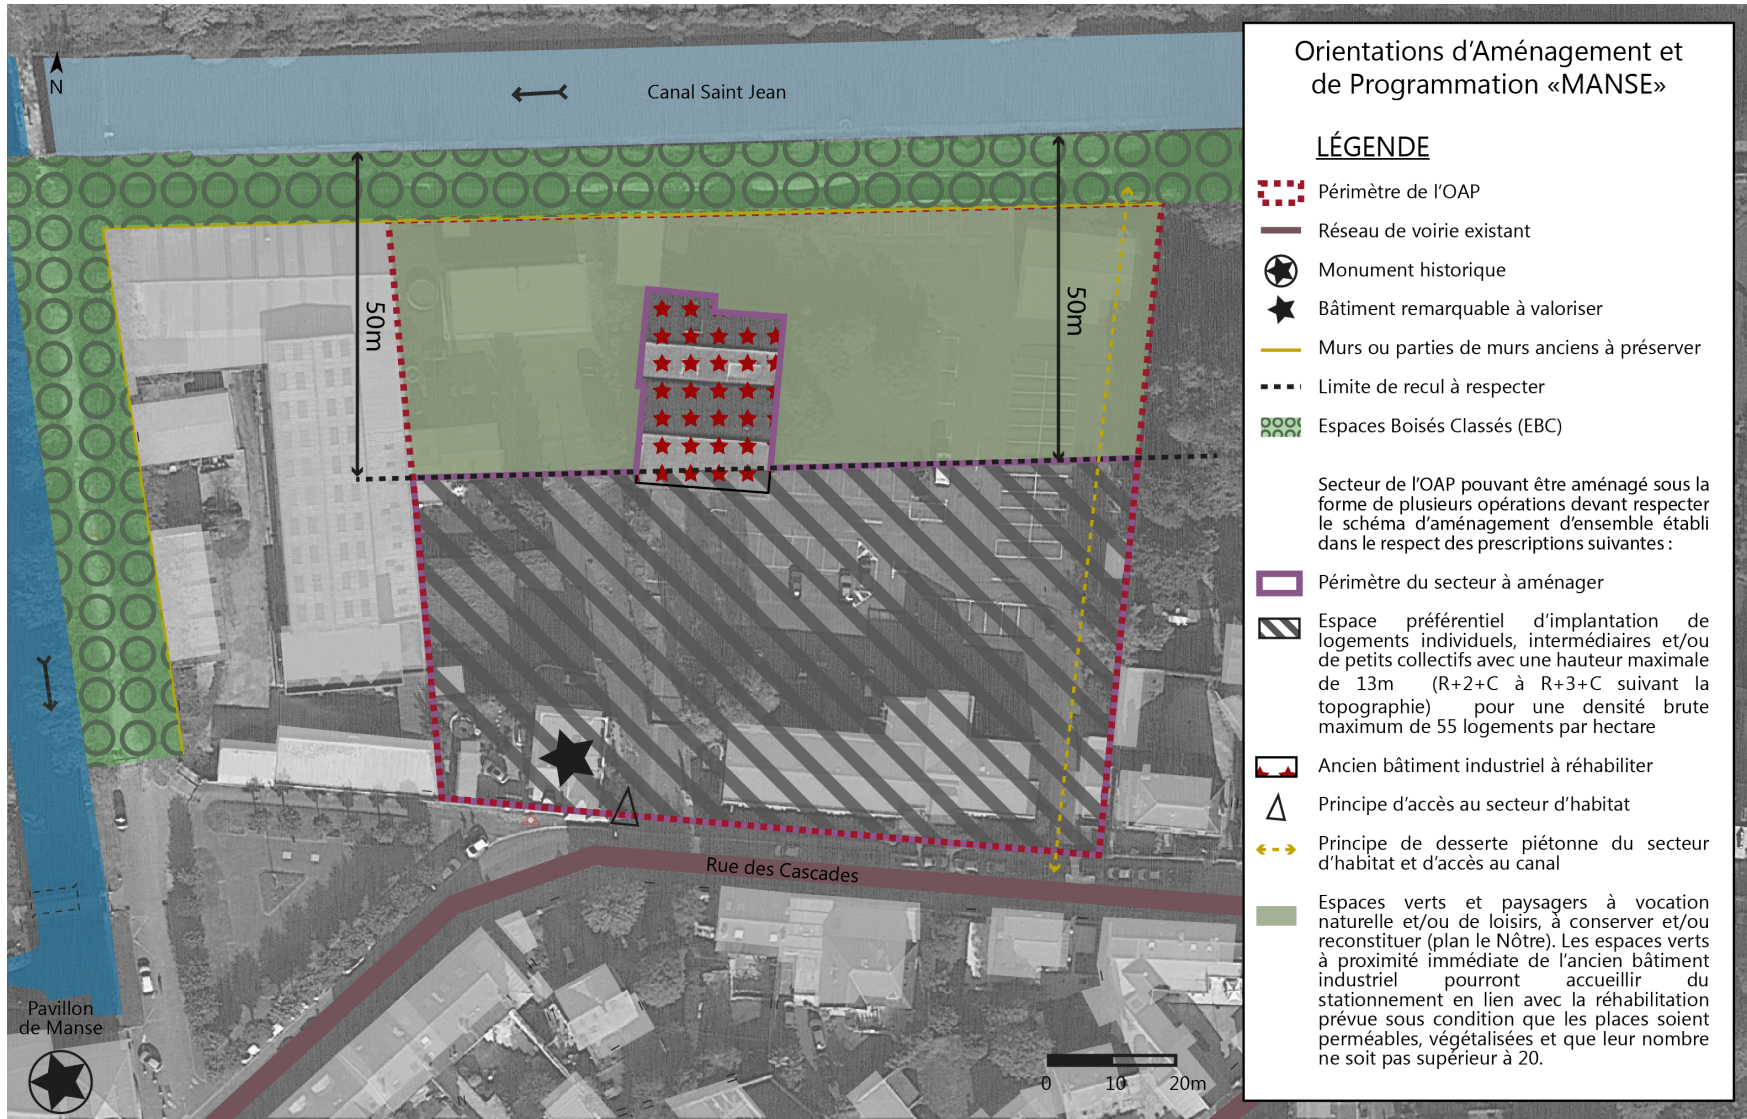 N
Canal Saint Jean
50m
50m
Rue des Cascades
Pavillon
de Manse
0 10 20m
Orientations d'Aménagement et
de Programmation «MANSE»
LÉGENDE
Périmètre de l'OAP
Réseau de voirie existant
Monument historique
Bâtiment remarquable à valoriser
Murs ou parties de murs anciens à préserver
Limite de recul à respecter
Espaces Boisés Classés (EBC)
Secteur de l'OAP pouvant être aménagé sous la
forme de plusieurs opérations devant respecter
le schéma d'aménagement d'ensemble établi
dans le respect des prescriptions suivantes :
Périmètre du secteur à aménager
Espace préférentiel d'implantation de
logements individuels, intermédiaires et/ou
de petits collectifs avec une hauteur maximale
de 13m (R+2+C à R+3+C suivant la
topographie) pour une densité brute
maximum de 55 logements par hectare
Ancien bâtiment industriel à réhabiliter
Principe d'accès au secteur d'habitat
Principe de desserte piétonne du secteur
d'habitat et d'accès au canal
Espaces verts et paysagers à vocation
naturelle et/ou de loisirs, à conserver et/ou
reconstituer (plan le Nôtre). Les espaces verts
à proximité immédiate de l'ancien bâtiment
industriel pourront accueillir du
stationnement en lien avec la réhabilitation
prévue sous condition que les places soient
perméables, végétalisées et que leur nombre
ne soit pas supérieur à 20.